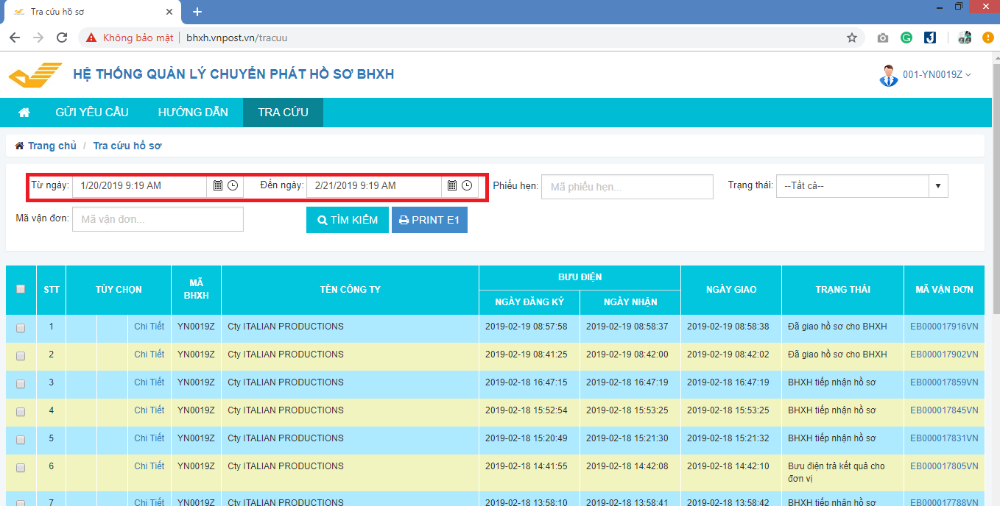 Tra cứu hồ sơ
Không bảo mật | bhxh.vnpost.vn/tracuu
HỆ THỐNG QUẢN LÝ CHUYỂN PHÁT HỒ SƠ BHXH
001-YN0019Z
GỬI YÊU CẦU HƯỚNG DẪN TRA CỨU
Trang chủ / Tra cứu hồ sơ
Từ ngày: 1/20/2019 9:19 AM Đến ngày: 2/21/2019 9:19 AM Phiếu hẹn: Mã phiếu hẹn... Trạng thái: --Tất cả--
Mã vận đơn: Mã vận đơn... TÌM KIẾM PRINT E1
STT TÙY CHỌN MÃ BHXH TÊN CÔNG TY BƯU ĐIỆN NGÀY GIAO TRẠNG THÁI MÃ VẬN ĐƠN
NGÀY ĐĂNG KÝ NGÀY NHẬN
1 Chi Tiết YN0019Z Cty ITALIAN PRODUCTIONS 2019-02-19 08:57:58 2019-02-19 08:58:37 2019-02-19 08:58:38 Đã giao hồ sơ cho BHXH EB000017916VN
2 Chi Tiết YN0019Z Cty ITALIAN PRODUCTIONS 2019-02-19 08:41:25 2019-02-19 08:42:00 2019-02-19 08:42:02 Đã giao hồ sơ cho BHXH EB000017902VN
3 Chi Tiết YN0019Z Cty ITALIAN PRODUCTIONS 2019-02-18 16:47:15 2019-02-18 16:47:19 2019-02-18 16:47:19 BHXH tiếp nhận hồ sơ EB000017859VN
4 Chi Tiết YN0019Z Cty ITALIAN PRODUCTIONS 2019-02-18 15:52:54 2019-02-18 15:53:25 2019-02-18 15:53:25 BHXH tiếp nhận hồ sơ EB000017845VN
5 Chi Tiết YN0019Z Cty ITALIAN PRODUCTIONS 2019-02-18 15:20:49 2019-02-18 15:21:30 2019-02-18 15:21:32 BHXH tiếp nhận hồ sơ EB000017831VN
6 Chi Tiết YN0019Z Cty ITALIAN PRODUCTIONS 2019-02-18 14:41:55 2019-02-18 14:42:08 2019-02-18 14:42:10 Bưu điện trả kết quả cho đơn vị EB000017805VN
7 Chi Tiết YN0019Z Cty ITALIAN PRODUCTIONS 2019-02-18 13:58:10 2019-02-18 13:58:41 2019-02-18 13:58:42 BHXH tiếp nhận hồ sơ EB000017788VN